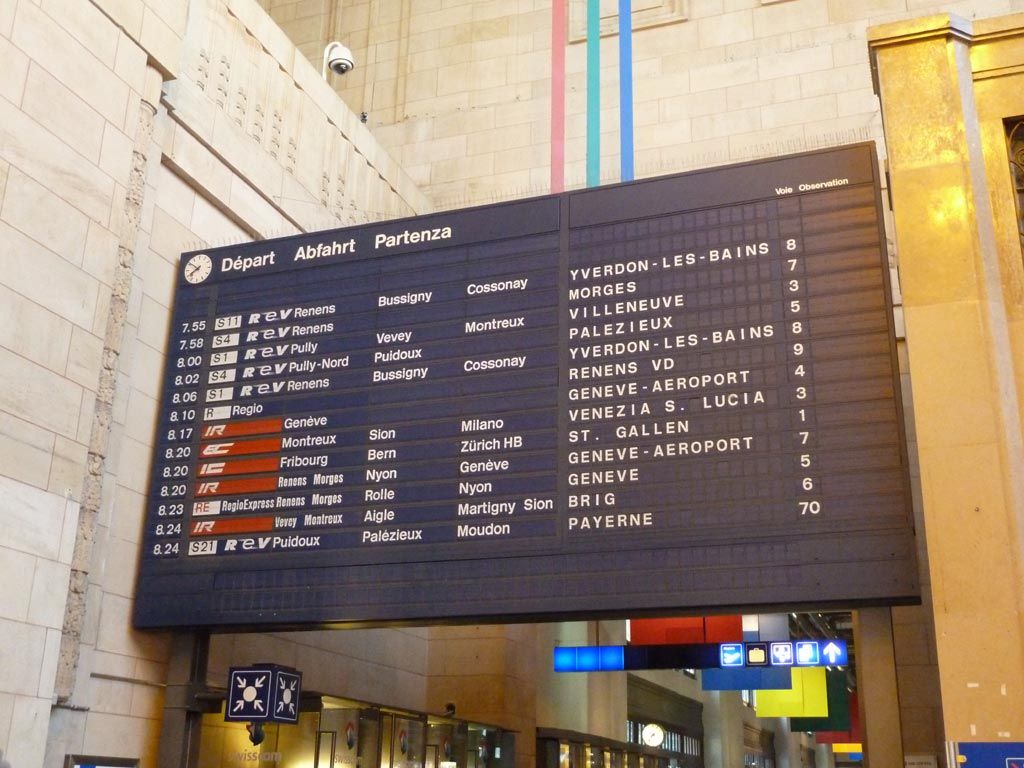 Départ Abfahrt Partenza Voie Observation
7.55 S11 ReV Renens Bussigny Cossonay YVERDON-LES-BAINS 8
7.58 S4 ReV Renens MORGES 7
8.00 S1 ReV Pully Vevey Montreux VILLENEUVE 3
8.02 S4 ReV Pully-Nord Puidoux PALEZIEUX 5
8.06 S1 ReV Renens Bussigny Cossonay YVERDON-LES-BAINS 8
8.10 R Regio RENENS VD 9
8.17 IR Genève GENEVE-AEROPORT 4
8.20 EC Montreux Sion Milano VENEZIA S. LUCIA 3
8.20 IC Fribourg Bern Zürich HB ST. GALLEN 1
8.20 IR Renens Morges Nyon Genève GENEVE-AEROPORT 7
8.23 RE RegioExpress Renens Morges Rolle Nyon GENEVE 5
8.24 IR Vevey Montreux Aigle Martigny Sion BRIG 6
8.24 S21 ReV Puidoux Palézieux Moudon PAYERNE 70
swisscom